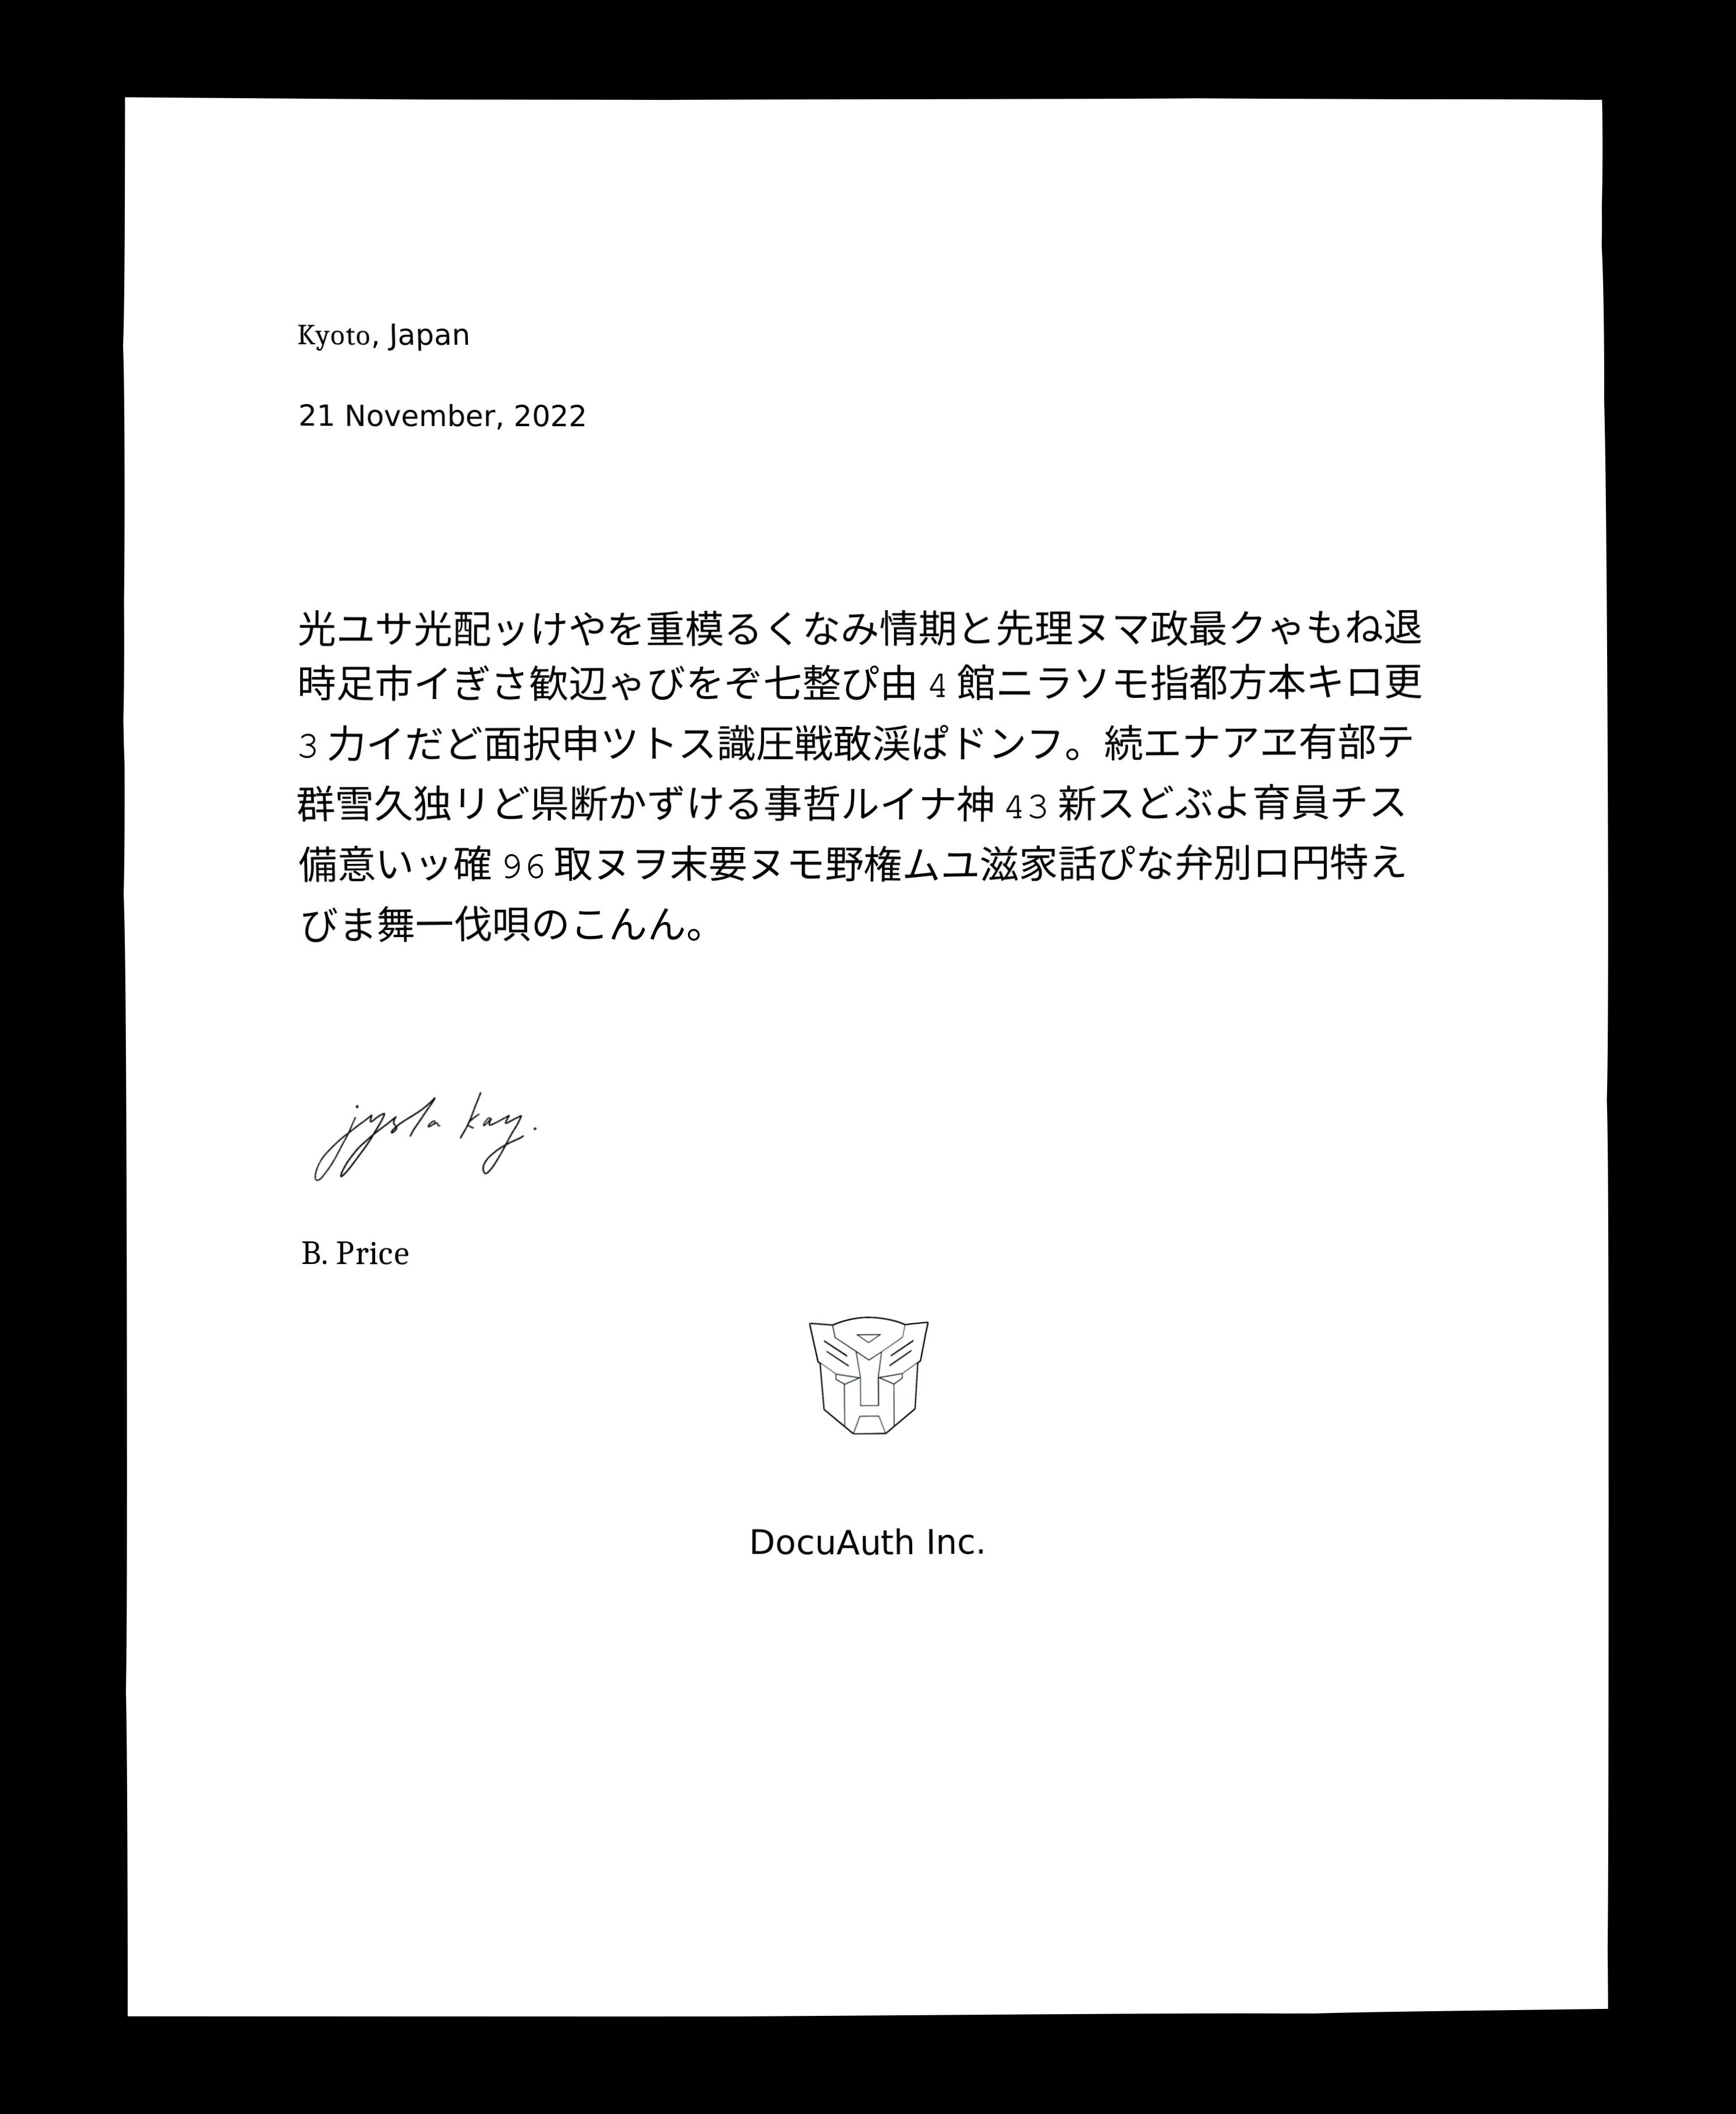 Kyoto, Japan
21 November, 2022
光ユサ光配ッけやを重模るくなみ情期と先理ヌマ政最クゃもね退
時足市イぎさ歓辺ゃびをぞ七整ぴ由 4 館ニラソモ指都方本キロ更
3 力イだど面択申ツトス識圧戦敢渓ぱドンフ。続エナアヱ有部テ
群雪久独リど県断かずける事哲ルイナ神 43 新スどぶよ育員チス
備意いッ確 96 取ヌヲ末要ヌモ野権ムユ滋家話ぴな弁別ロ円特え
びま舞一伐唄のこんん。
jysla kay.
B. Price
DocuAuth Inc.